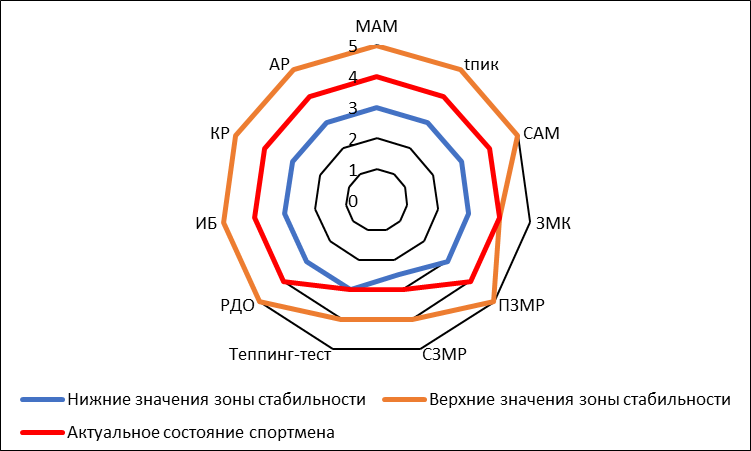 МАМ
5
AP
tпик
4
КР
3
САМ
2
1
0
ИБ
ЗМК
РДО
ПЗМР
Теппинг-тест
СЗМР
Нижние значения зоны стабильности
Верхние значения зоны стабильности
Актуальное состояние спортмена